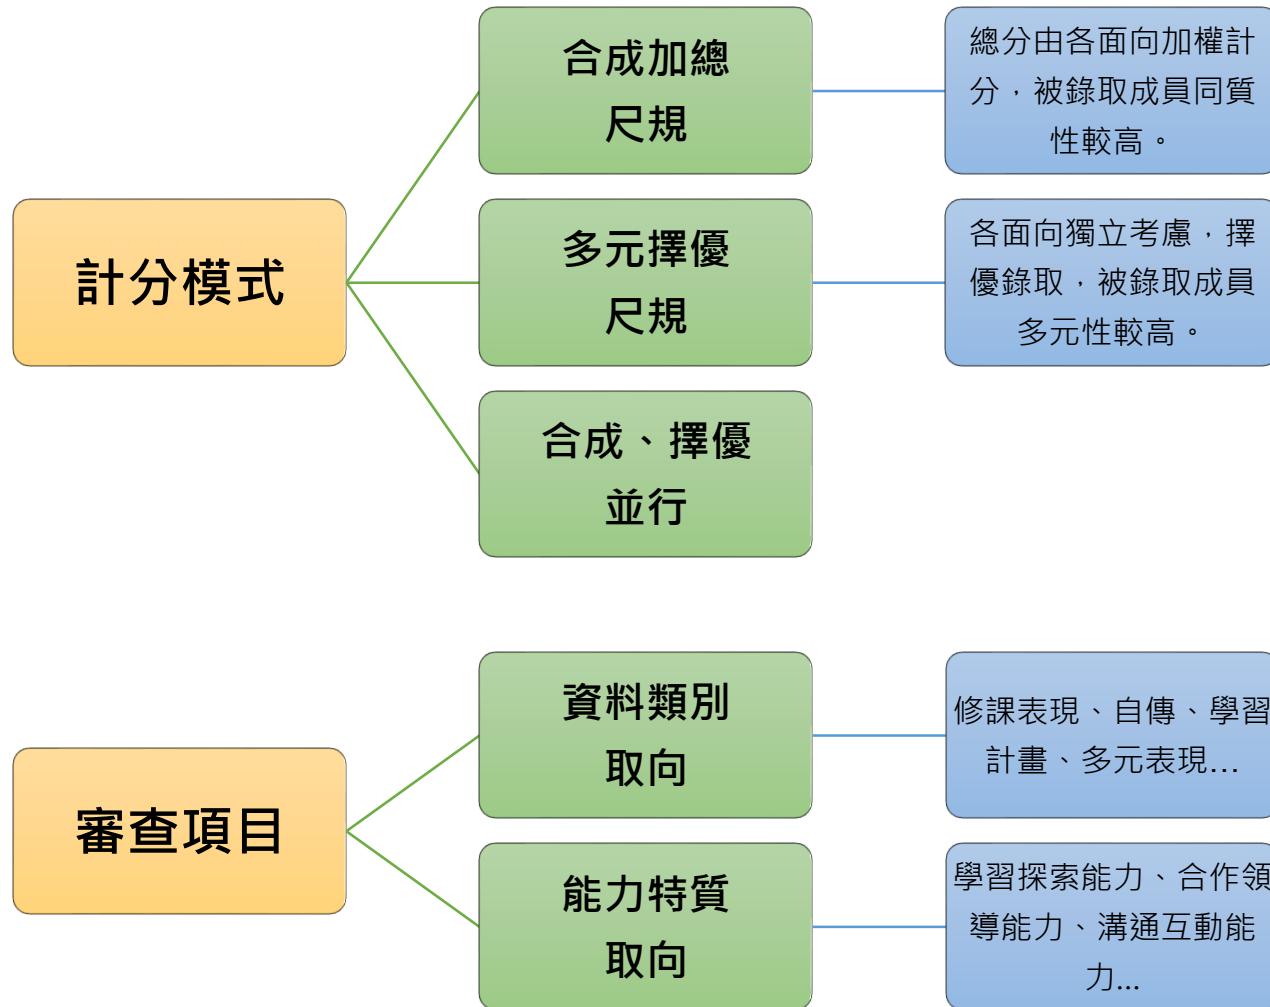 計分模式
合成加總
尺規
總分由各面向加權計
分，被錄取成員同質
性較高。
多元擇優
尺規
各面向獨立考慮，擇
優錄取，被錄取成員
多元性較高。
合成、擇優
並行
審查項目
資料類別
取向
修課表現、自傳、學習
計畫、多元表現...
能力特質
取向
學習探索能力、合作領
導能力、溝通互動能
力...